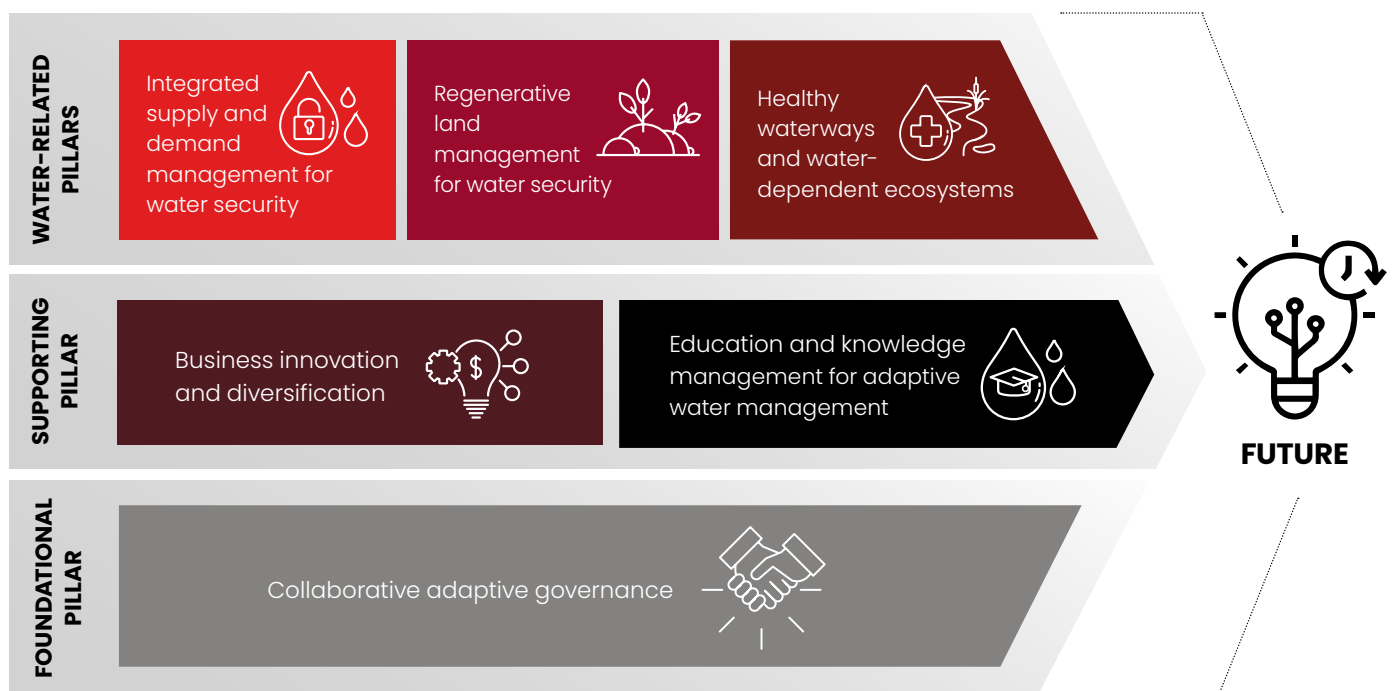 WATER-RELATED
PILLARS
Integrated
supply and
demand
management for
water security
Regenerative
land
management
for water security
Healthy
waterways
and water-
dependent ecosystems
SUPPORTING
PILLAR
Business innovation
and diversification
$
Education and knowledge
management for adaptive
water management
FUTURE
FOUNDATIONAL
PILLAR
Collaborative adaptive governance